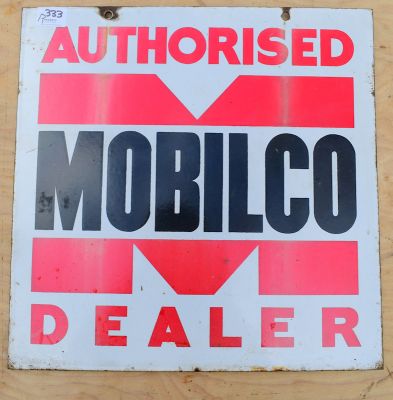 333
AUTHORISED
MOBILCO
DEALER